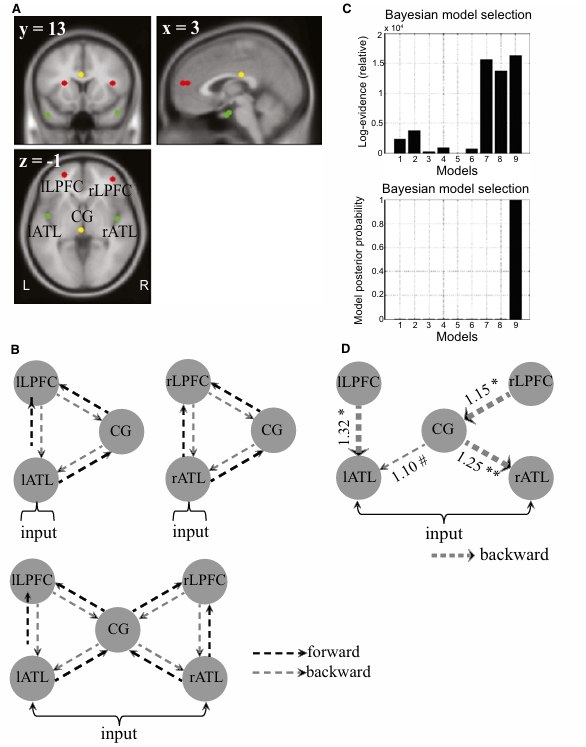 A
y = 13
x = 3
z = -1
lLPFC
rLPFC
CG
lATL
rATL
L
R
C
Bayesian model selection
x 10⁴
2
1.5
1
0.5
0
Log-evidence (relative)
1 2 3 4 5 6 7 8 9
Models
Bayesian model selection
1
0.8
0.6
0.4
0.2
0
Model posterior probability
1 2 3 4 5 6 7 8 9
Models
B
lLPFC
CG
lATL
input
rLPFC
CG
rATL
input
lLPFC
rLPFC
CG
lATL
rATL
input
forward
backward
D
lLPFC
rLPFC
1.15 *
1.32 *
CG
1.10 #
1.25 **
lATL
rATL
input
backward